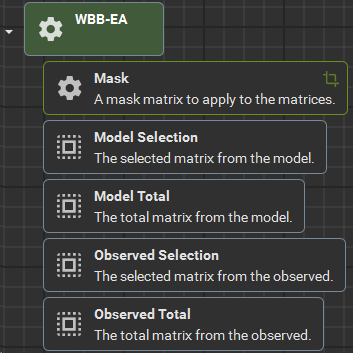 WBB-EA
Mask
A mask matrix to apply to the matrices.
Model Selection
The selected matrix from the model.
Model Total
The total matrix from the model.
Observed Selection
The selected matrix from the observed.
Observed Total
The total matrix from the observed.